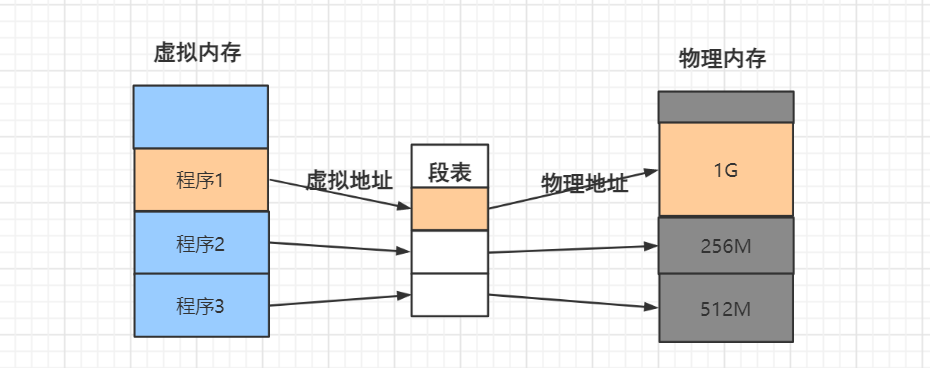 虚拟内存
物理内存
程序1
虚拟地址
段表
物理地址
1G
程序2
256M
程序3
512M